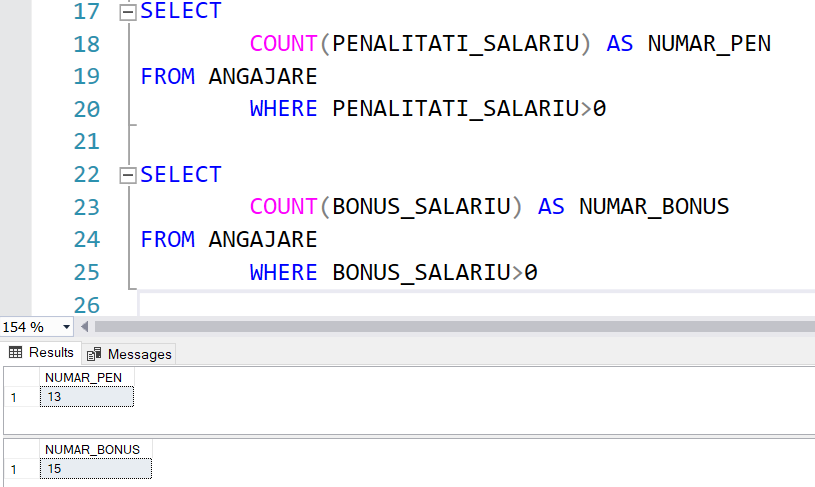 17 SELECT
18 COUNT(PENALITATI_SALARIU) AS NUMAR_PEN
19 FROM ANGAJARE
20 WHERE PENALITATI_SALARIU>0
21
22 SELECT
23 COUNT(BONUS_SALARIU) AS NUMAR_BONUS
24 FROM ANGAJARE
25 WHERE BONUS_SALARIU>0
26
154 %
Results Messages
NUMAR_PEN
1 13
NUMAR_BONUS
1 15